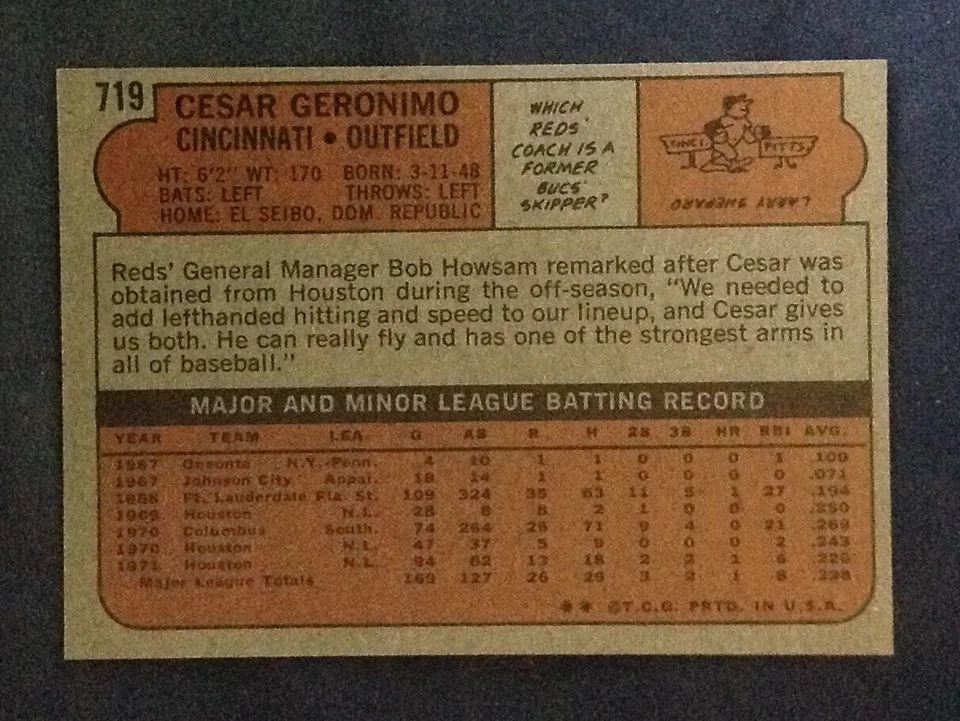 719
CESAR GERONIMO
CINCINNATI • OUTFIELD
HT: 6'2" WT: 170 BORN: 3-11-48
BATS: LEFT THROWS: LEFT
HOME: EL SEIBO, DOM. REPUBLIC
WHICH
REDS'
COACH IS A
FORMER
BUCS'
SKIPPER?
CINCI PITTS
LARRY SHEPARD
Reds' General Manager Bob Howsam remarked after Cesar was
obtained from Houston during the off-season, "We needed to
add lefthanded hitting and speed to our lineup, and Cesar gives
us both. He can really fly and has one of the strongest arms in
all of baseball."
MAJOR AND MINOR LEAGUE BATTING RECORD
YEAR TEAM LEA G AB R H 2B 3B HR RBI AVG.
1967 Oneonta N.Y.-Penn. 4 10 1 1 0 0 0 1 .100
1967 Johnson City Appal. 18 14 1 1 0 0 0 0 .071
1968 Ft. Lauderdale Fla. St. 109 324 35 63 11 5 1 27 .194
1969 Houston N.L. 28 8 8 2 1 0 0 0 .250
1970 Columbus South. 74 264 25 71 9 4 0 21 .269
1970 Houston N.L. 47 37 5 9 0 0 0 2 .243
1971 Houston N.L. 94 82 13 18 2 2 1 6 .220
Major League Totals 169 127 26 29 3 2 1 8 .228
** ©T.C.G. PRTD. IN U.S.A.